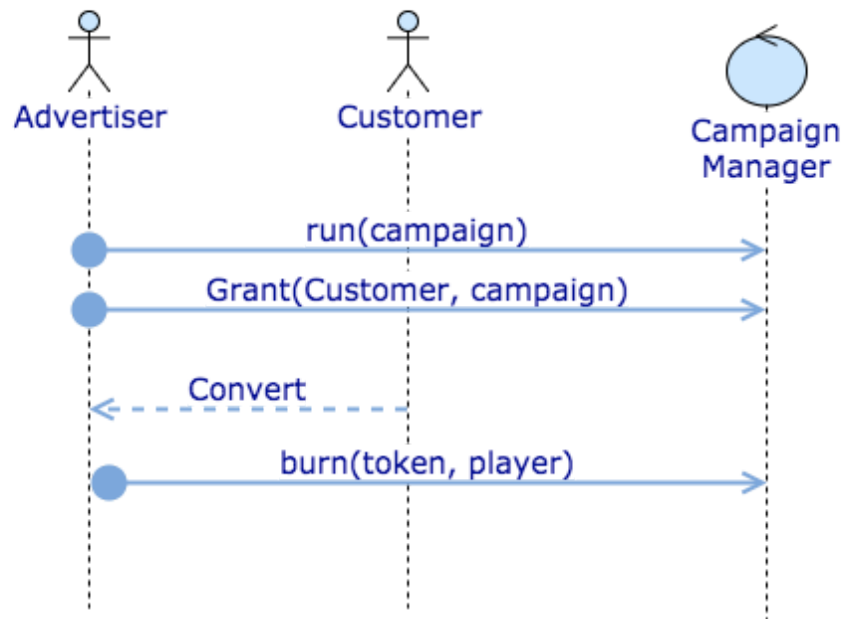 Advertiser
Customer
Campaign
Manager
run(campaign)
Grant(Customer, campaign)
Convert
burn(token, player)